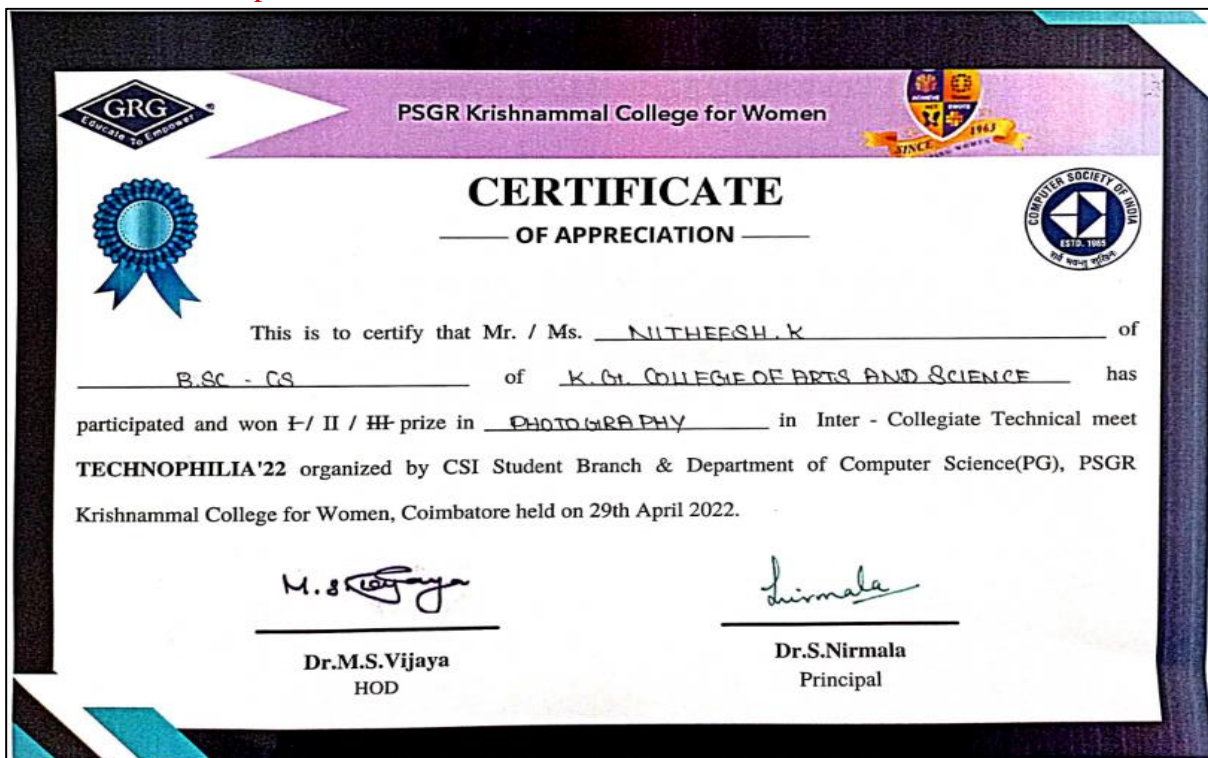 GRG
Educate To Empower
PSGR Krishnammal College for Women
ACHIEVE
SINCE 1963
CERTIFICATE
OF APPRECIATION
COMPUTER SOCIETY OF INDIA
ESTD. 1965
This is to certify that Mr. / Ms. NITHEESH.K of
B.SC - CS of K.G. COLLEGE OF ARTS AND SCIENCE has
participated and won I / II / III prize in PHOTOGRAPHY in Inter - Collegiate Technical meet
TECHNOPHILIA'22 organized by CSI Student Branch & Department of Computer Science(PG), PSGR
Krishnammal College for Women, Coimbatore held on 29th April 2022.
M.S Vijaya
Nirmala
Dr.M.S.Vijaya
HOD
Dr.S.Nirmala
Principal